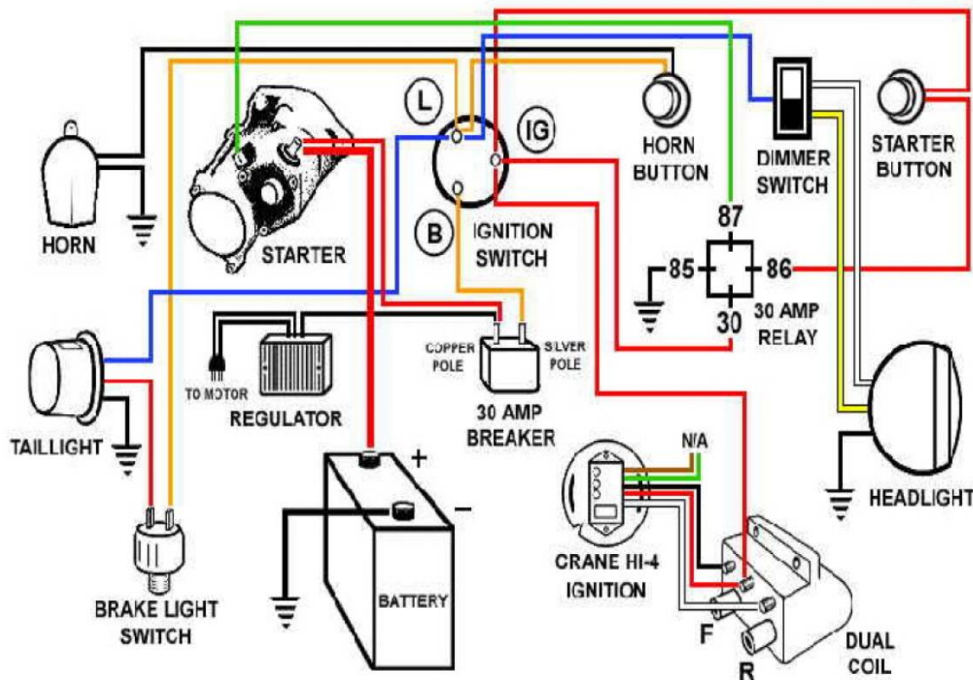 L
IG
HORN
BUTTON
DIMMER
SWITCH
STARTER
BUTTON
HORN
STARTER
B
IGNITION
SWITCH
87
85
86
30
30 AMP
RELAY
COPPER
POLE
SILVER
POLE
TO MOTOR
REGULATOR
30 AMP
BREAKER
TAILLIGHT
+
−
N/A
HEADLIGHT
CRANE HI-4
IGNITION
BATTERY
BRAKE LIGHT
SWITCH
F
R
DUAL
COIL